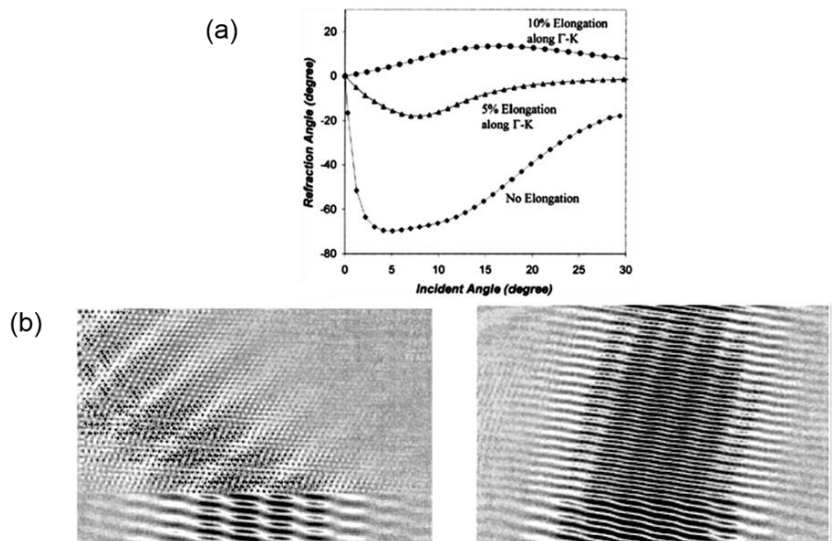 (a)
20
0
-20
-40
-60
-80
Refraction Angle (degree)
10% Elongation
along Γ-K
5% Elongation
along Γ-K
No Elongation
0 5 10 15 20 25 30
Incident Angle (degree)
(b)